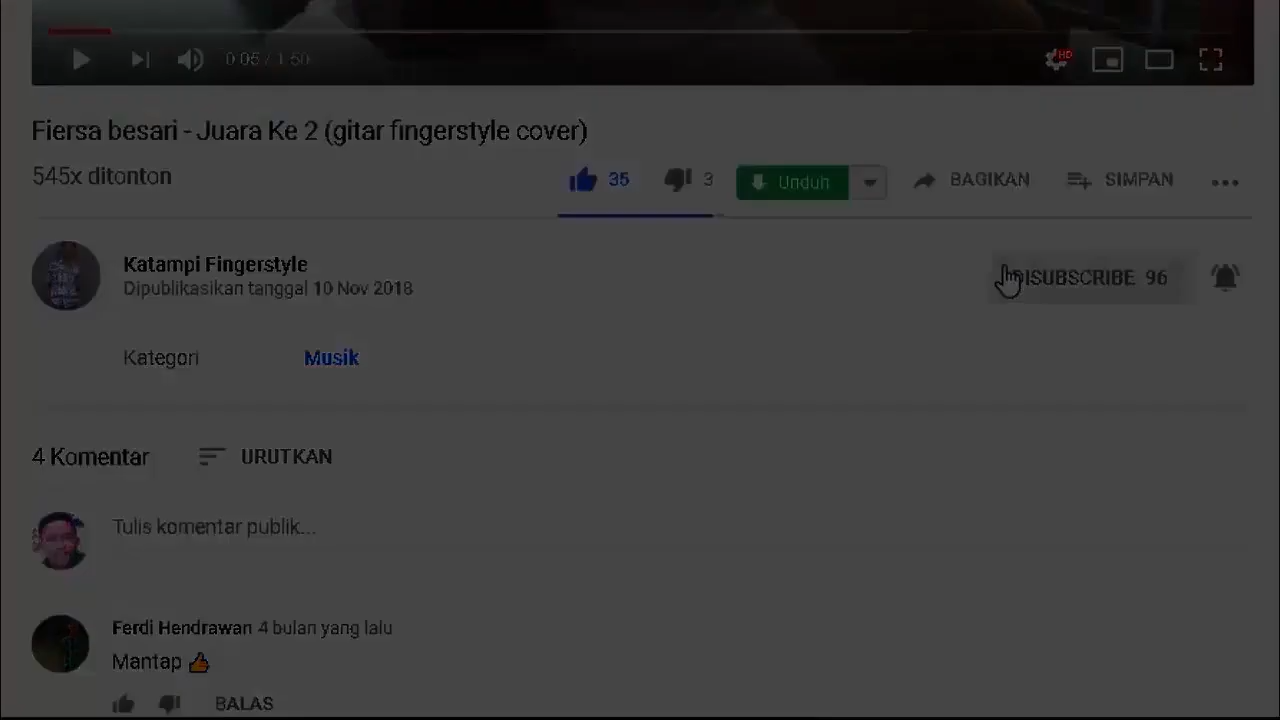 0:05 / 1:50
HD
Fiersa besari - Juara Ke 2 (gitar fingerstyle cover)
545x ditonton
35
3
Unduh
BAGIKAN
SIMPAN
Katampi Fingerstyle
Dipublikasikan tanggal 10 Nov 2018
DISUBSCRIBE 96
Kategori
Musik
4 Komentar
URUTKAN
Tulis komentar publik...
Ferdi Hendrawan 4 bulan yang lalu
Mantap 👍
BALAS